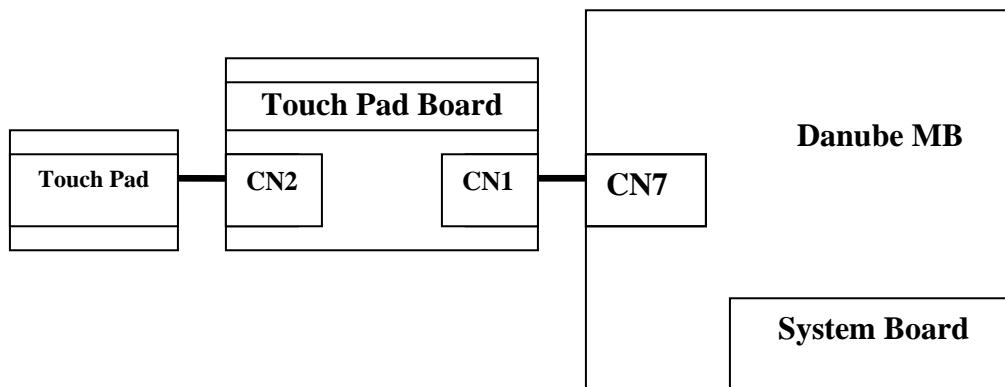 Touch Pad Board
Danube MB
Touch Pad
CN2
CN1
CN7
System Board